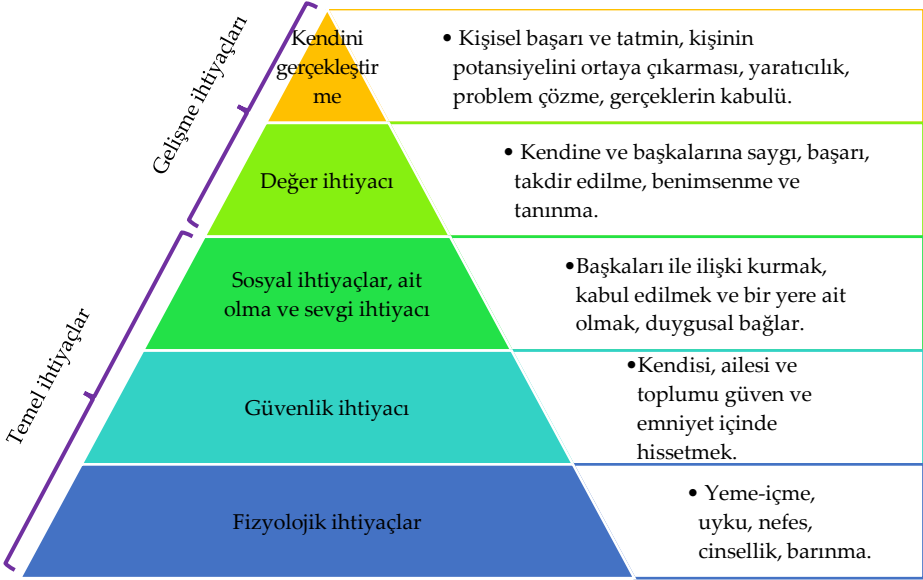 Gelişme ihtiyaçları
Kendini
gerçekleştir
me
• Kişisel başarı ve tatmin, kişinin
potansiyelini ortaya çıkarması, yaratıcılık,
problem çözme, gerçeklerin kabulü.
Değer ihtiyacı
• Kendine ve başkalarına saygı, başarı,
takdir edilme, benimsenme ve
tanınma.
Temel ihtiyaçlar
Sosyal ihtiyaçlar, ait
olma ve sevgi ihtiyacı
•Başkaları ile ilişki kurmak,
kabul edilmek ve bir yere ait
olmak, duygusal bağlar.
Güvenlik ihtiyacı
•Kendisi, ailesi ve
toplumu güven ve
emniyet içinde
hissetmek.
Fizyolojik ihtiyaçlar
• Yeme-içme,
uyku, nefes,
cinsellik, barınma.